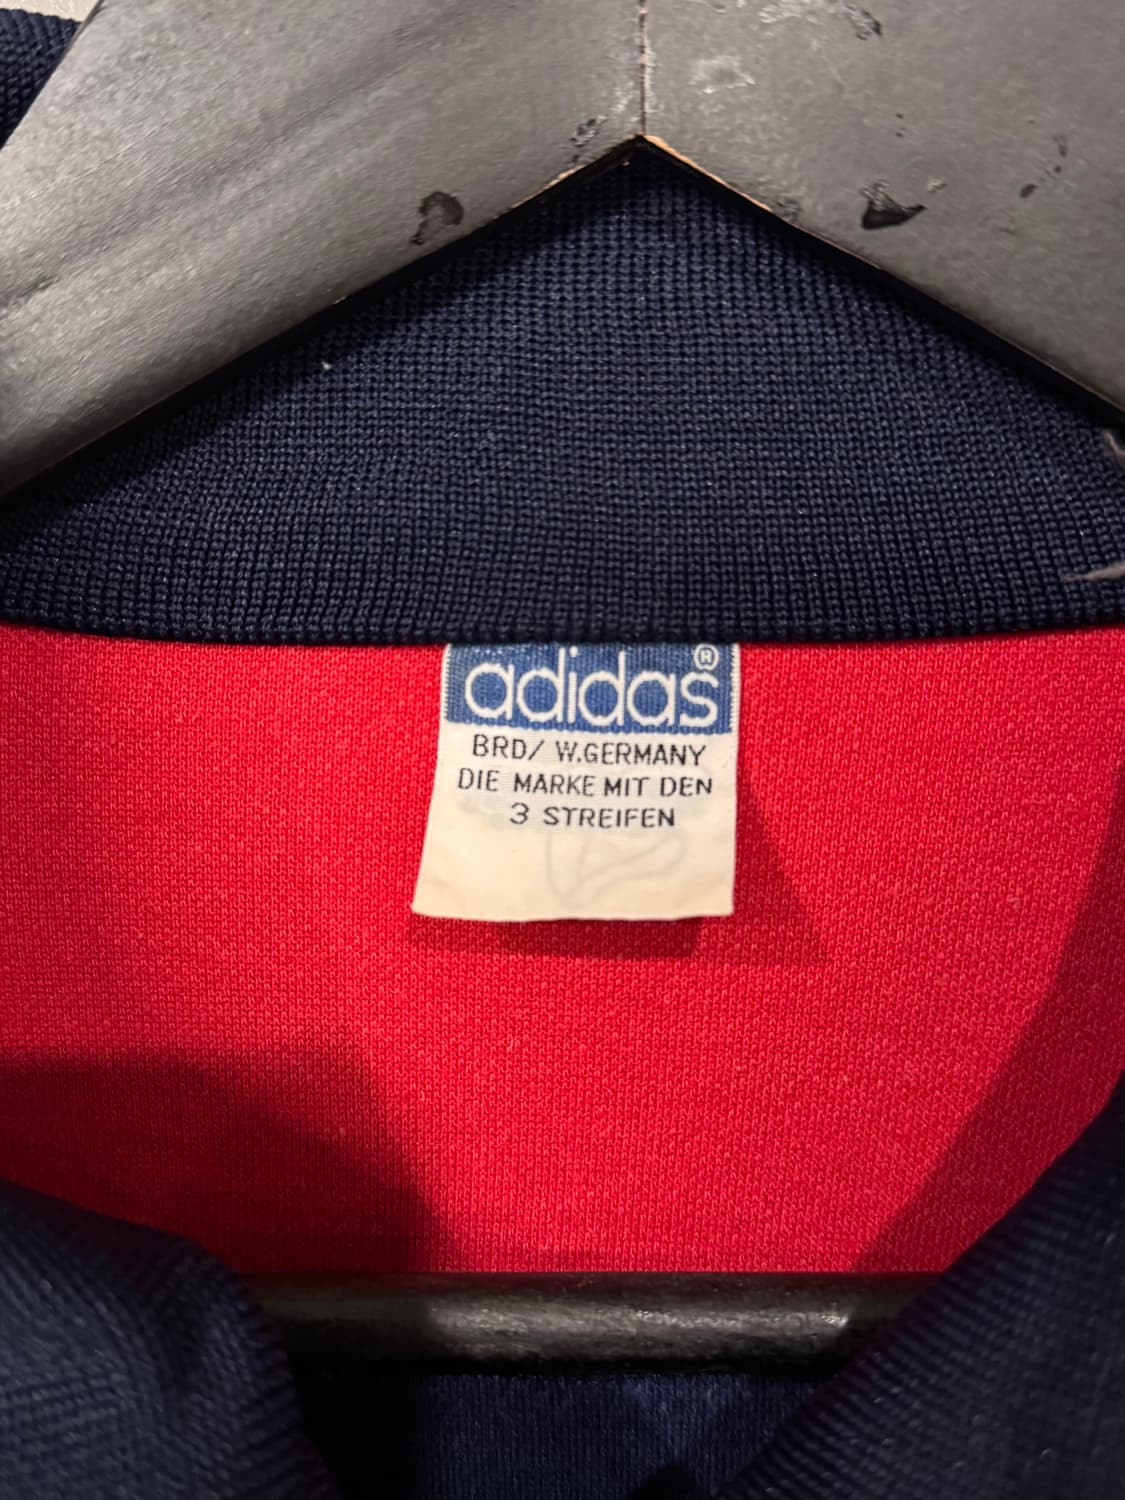 adidas®
BRD/ W.GERMANY
DIE MARKE MIT DEN
3 STREIFEN